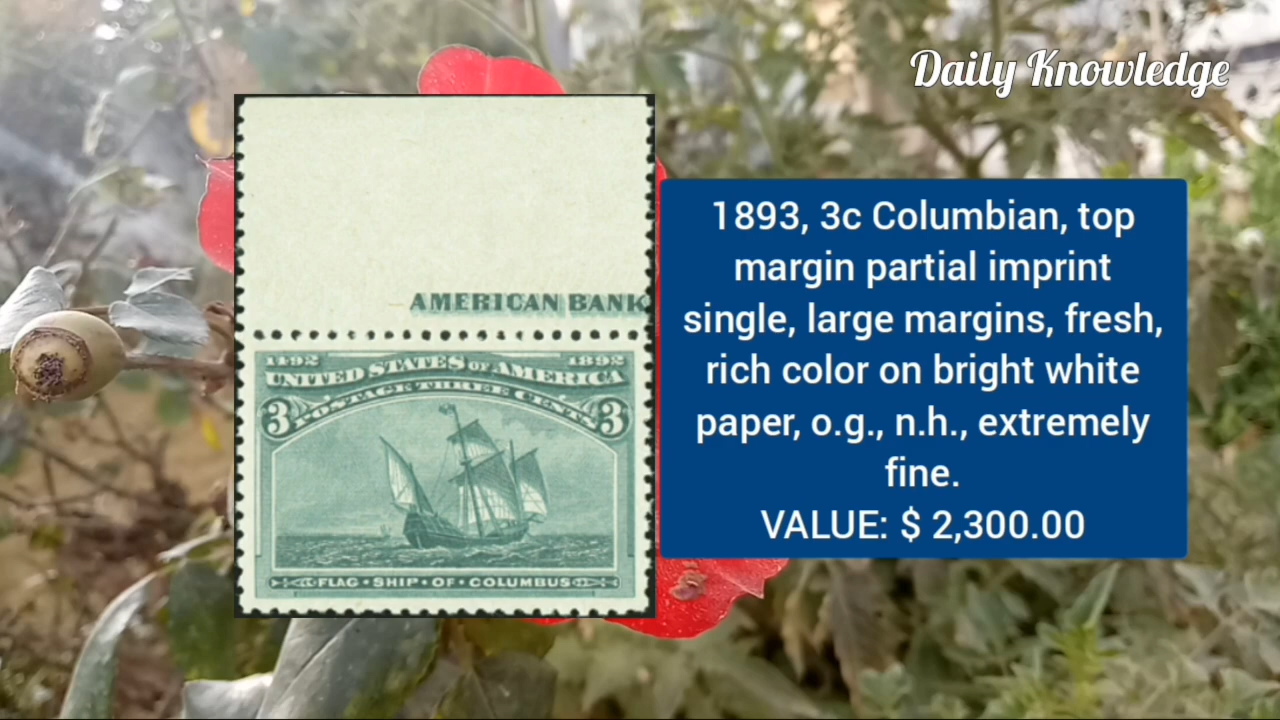 Daily Knowledge
AMERICAN BANK
1492 1892
UNITED STATES OF AMERICA
POSTAGE THREE CENTS
3 3
FLAG·SHIP·OF·COLUMBUS
1893, 3c Columbian, top
margin partial imprint
single, large margins, fresh,
rich color on bright white
paper, o.g., n.h., extremely
fine.
VALUE: $ 2,300.00